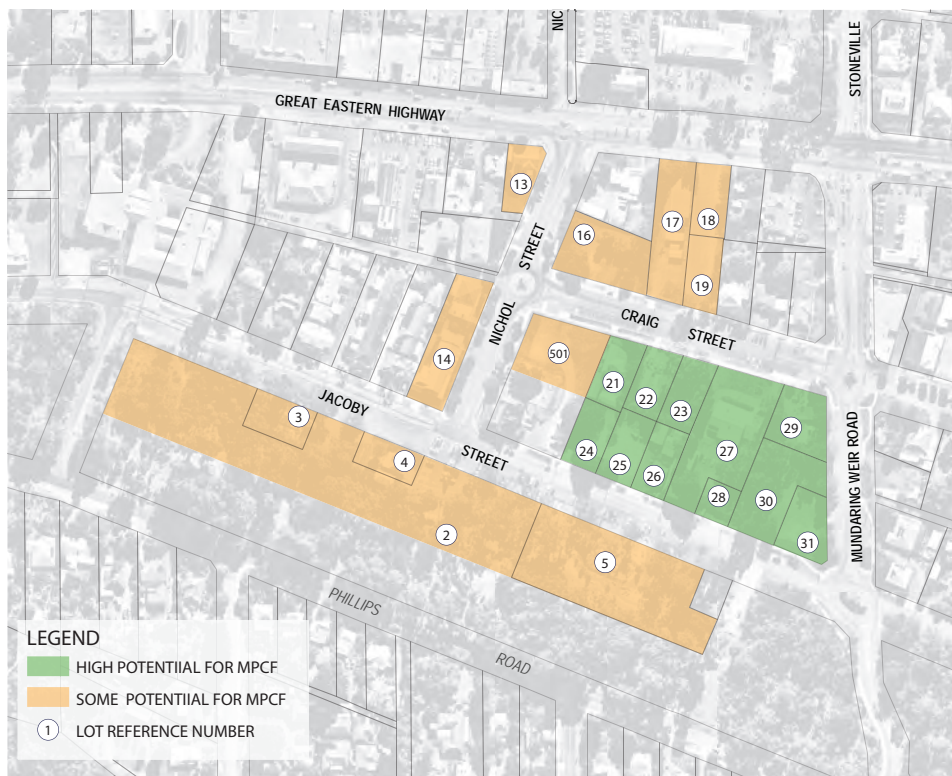 NIC
STONEVILLE
GREAT EASTERN HIGHWAY
13
17
18
16
NICHOL STREET
19
CRAIG STREET
14
501
21
22
23
29
JACOBY STREET
3
4
24
25
26
27
28
30
31
MUNDARING WEIR ROAD
2
5
PHILLIPS ROAD
LEGEND
HIGH POTENTIIAL FOR MPCF
SOME POTENTIIAL FOR MPCF
1 LOT REFERENCE NUMBER